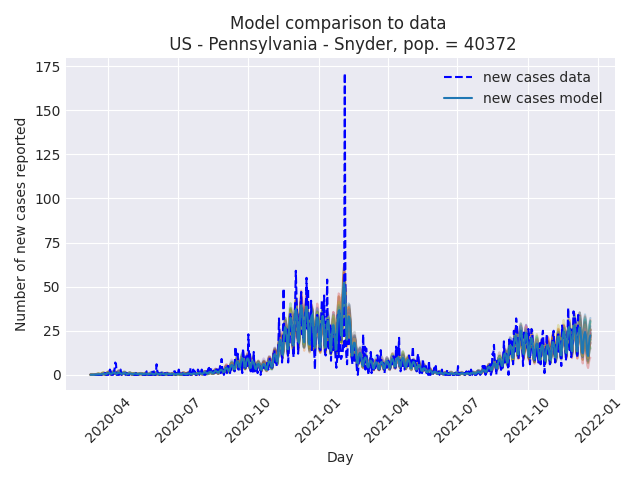 Model comparison to data
US - Pennsylvania - Snyder, pop. = 40372
new cases data
new cases model
Number of new cases reported
175
150
125
100
75
50
25
0
2020-04
2020-07
2020-10
2021-01
2021-04
2021-07
2021-10
2022-01
Day